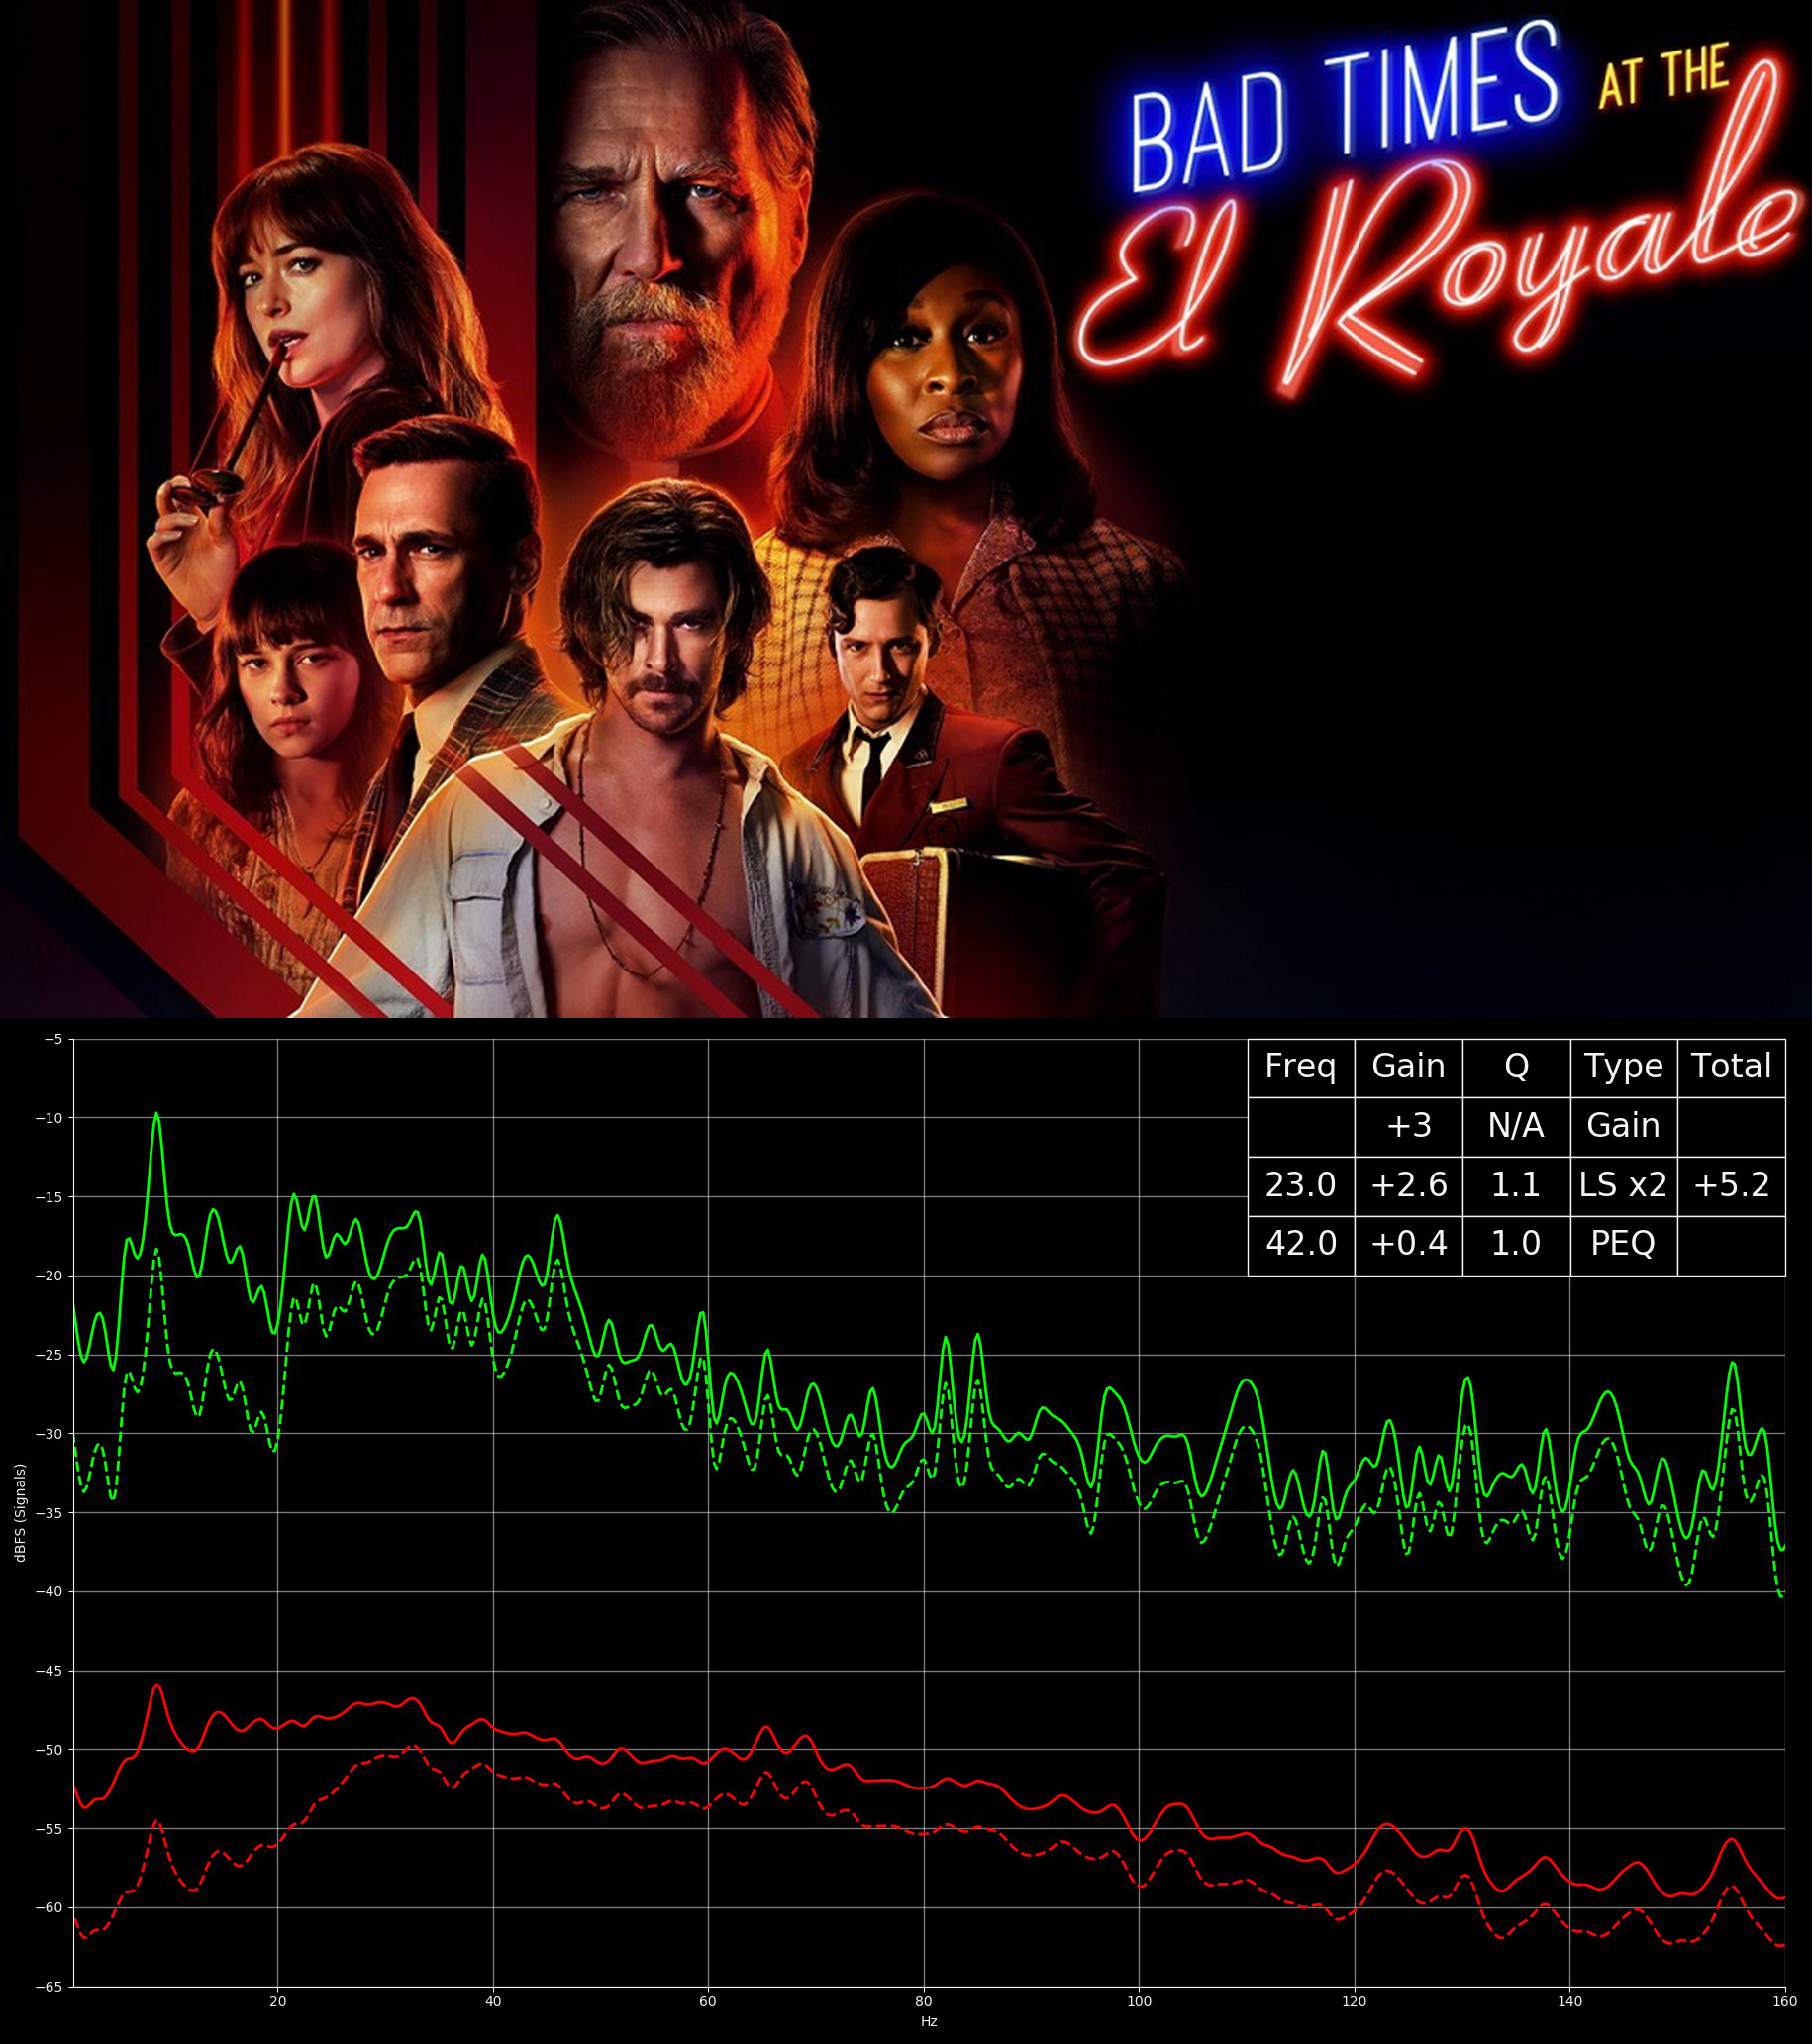 BAD TIMES AT THE
El Royale
Freq Gain Q Type Total
+3 N/A Gain
23.0 +2.6 1.1 LS x2 +5.2
42.0 +0.4 1.0 PEQ
−5
−10
−15
−20
−25
−30
−35
−40
−45
−50
−55
−60
−65
dBFS (Signals)
20 40 60 80 100 120 140 160
Hz